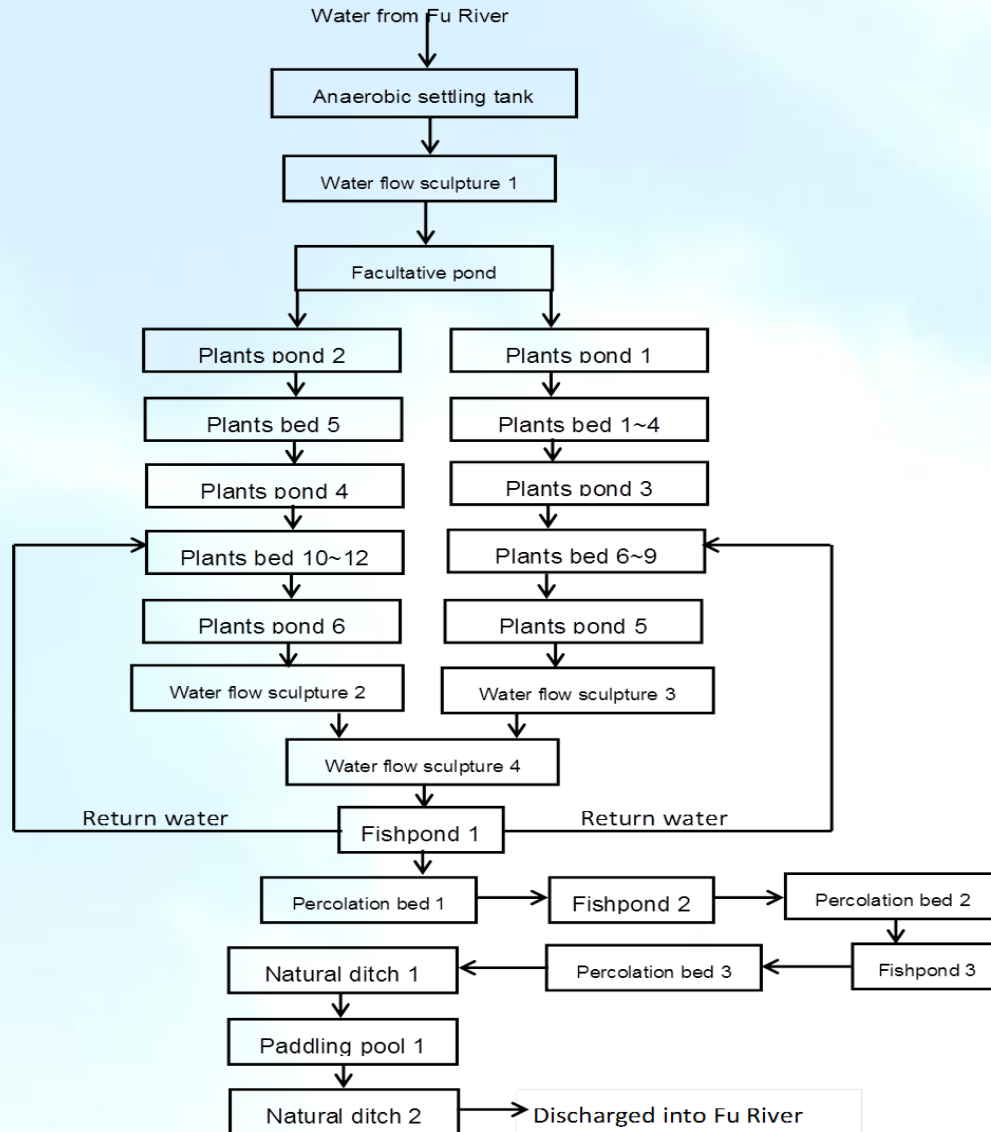 Water from Fu River
Anaerobic settling tank
Water flow sculpture 1
Facultative pond
Plants pond 2
Plants pond 1
Plants bed 5
Plants bed 1~4
Plants pond 4
Plants pond 3
Plants bed 10~12
Plants bed 6~9
Plants pond 6
Plants pond 5
Water flow sculpture 2
Water flow sculpture 3
Water flow sculpture 4
Return water
Fishpond 1
Return water
Percolation bed 1
Fishpond 2
Percolation bed 2
Natural ditch 1
Percolation bed 3
Fishpond 3
Paddling pool 1
Natural ditch 2
Discharged into Fu River